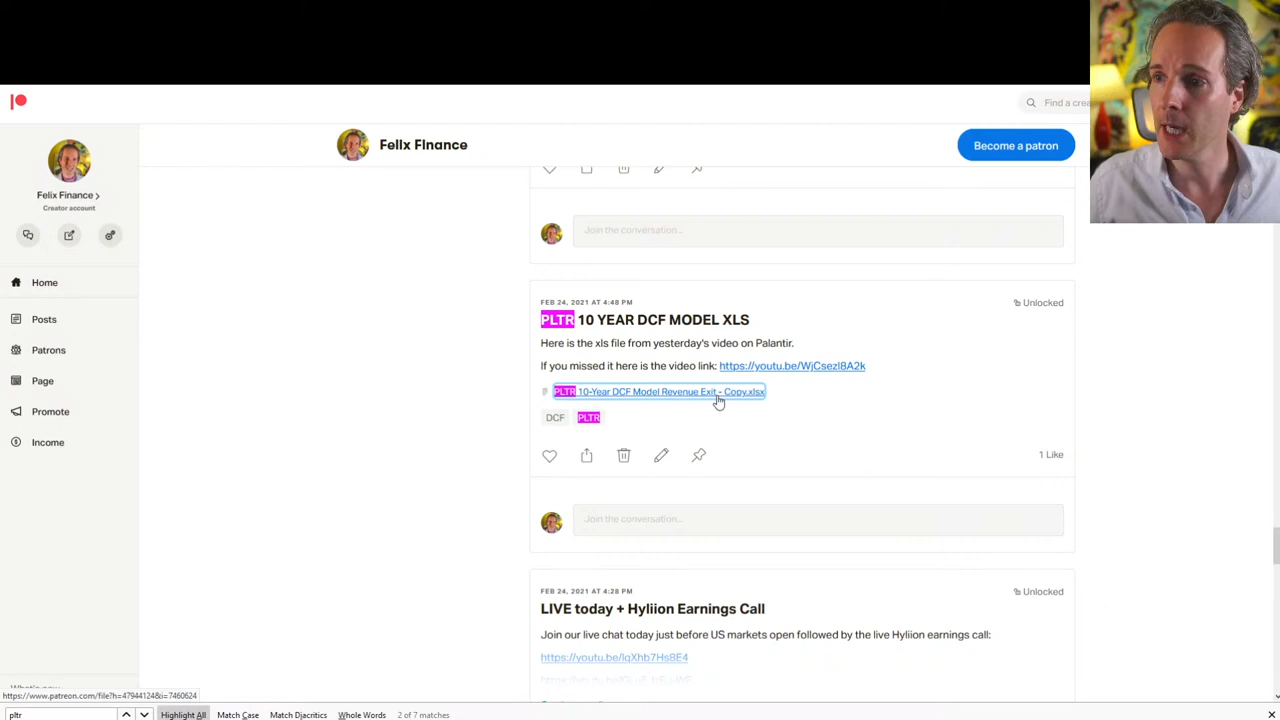 Find a crea
Felix Finance
Become a patron
Felix Finance
Creator account
Home
Posts
Patrons
Page
Promote
Income
Join the conversation...
FEB 24, 2021 AT 4:48 PM
Unlocked
PLTR 10 YEAR DCF MODEL XLS
Here is the xls file from yesterday's video on Palantir.
If you missed it here is the video link: https://youtu.be/WjCsezl8A2k
PLTR 10-Year DCF Model Revenue Exit - Copy.xlsx
DCF PLTR
1 Like
Join the conversation...
FEB 24, 2021 AT 4:28 PM
Unlocked
LIVE today + Hyliion Earnings Call
Join our live chat today just before US markets open followed by the live Hyliion earnings call:
https://youtu.be/lqXhb7Hs8E4
https://www.patreon.com/file?h=47944124&i=7460624
pltr
Highlight All Match Case Match Diacritics Whole Words 2 of 7 matches